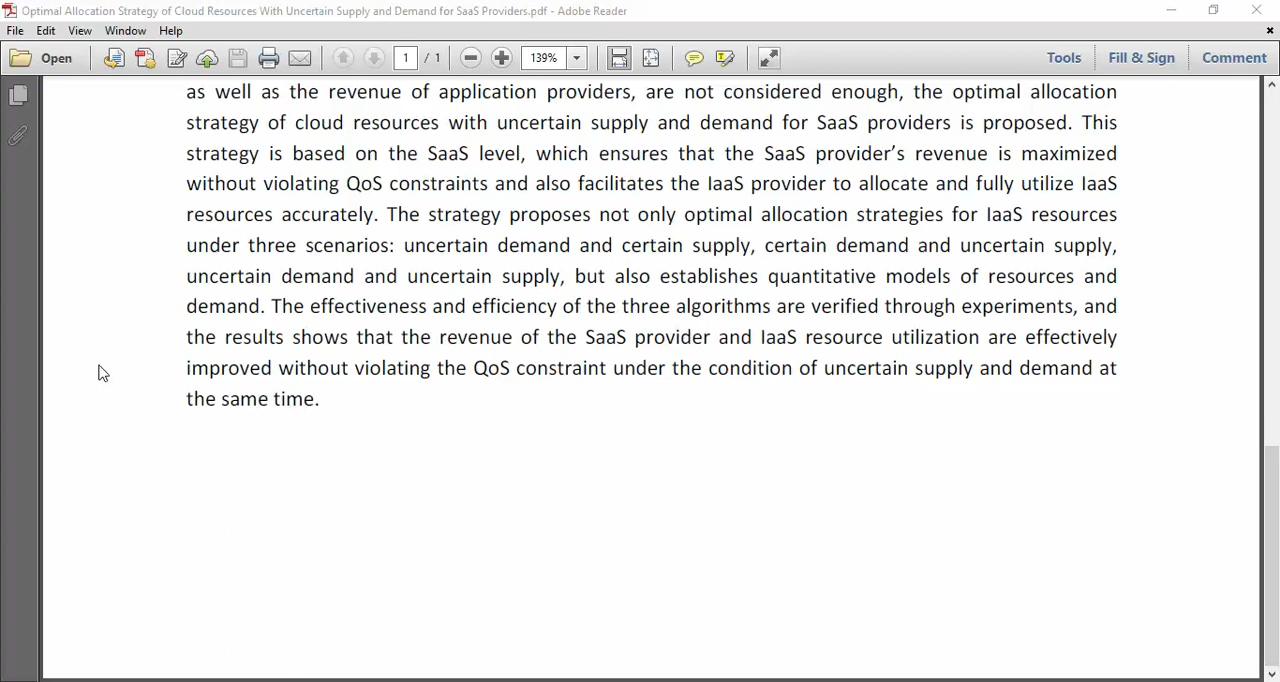 Optimal Allocation Strategy of Cloud Resources With Uncertain Supply and Demand for SaaS Providers.pdf - Adobe Reader
File Edit View Window Help
Open 1 / 1 139% Tools Fill & Sign Comment
as well as the revenue of application providers, are not considered enough, the optimal allocation
strategy of cloud resources with uncertain supply and demand for SaaS providers is proposed. This
strategy is based on the SaaS level, which ensures that the SaaS provider’s revenue is maximized
without violating QoS constraints and also facilitates the IaaS provider to allocate and fully utilize IaaS
resources accurately. The strategy proposes not only optimal allocation strategies for IaaS resources
under three scenarios: uncertain demand and certain supply, certain demand and uncertain supply,
uncertain demand and uncertain supply, but also establishes quantitative models of resources and
demand. The effectiveness and efficiency of the three algorithms are verified through experiments, and
the results shows that the revenue of the SaaS provider and IaaS resource utilization are effectively
improved without violating the QoS constraint under the condition of uncertain supply and demand at
the same time.